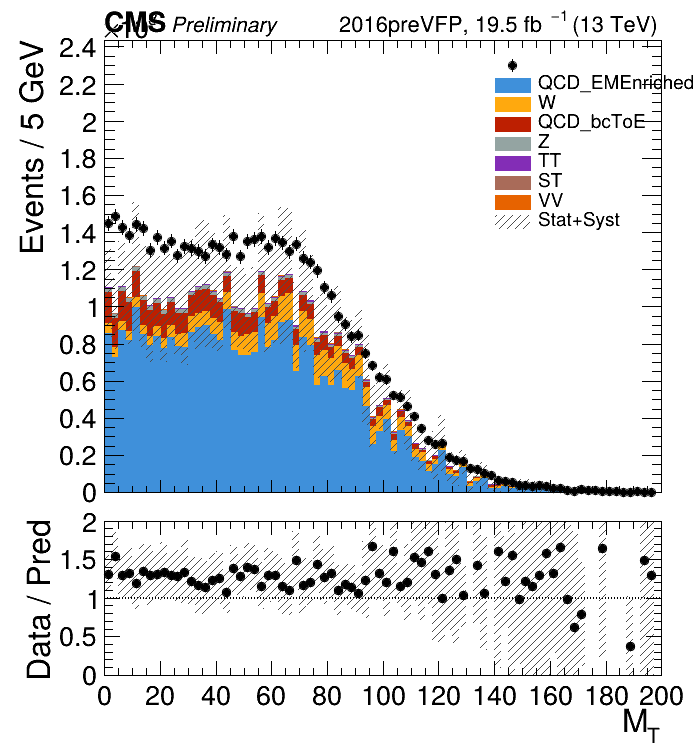 CMS Preliminary 2016preVFP, 19.5 fb⁻¹ (13 TeV)
Events / 5 GeV
2.4
2.2
2
1.8
1.6
1.4
1.2
1
0.8
0.6
0.4
0.2
0
QCD_EMEnriched
W
QCD_bcToE
Z
TT
ST
VV
Stat+Syst
Data / Pred
2
1.5
1
0.5
0
0 20 40 60 80 100 120 140 160 180 200
M_T